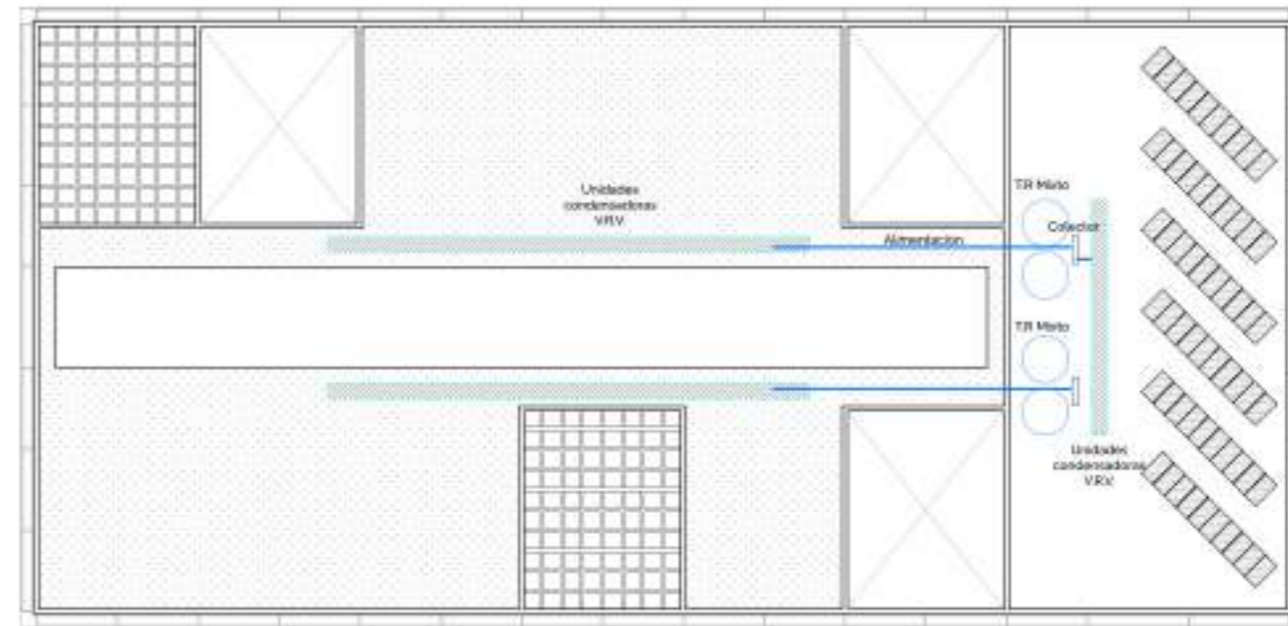 Unidades
condensadoras
V.R.V.
T.R Mixto
Colector
Alimentacion
T.R Mixto
Unidades
condensadoras
V.R.V.